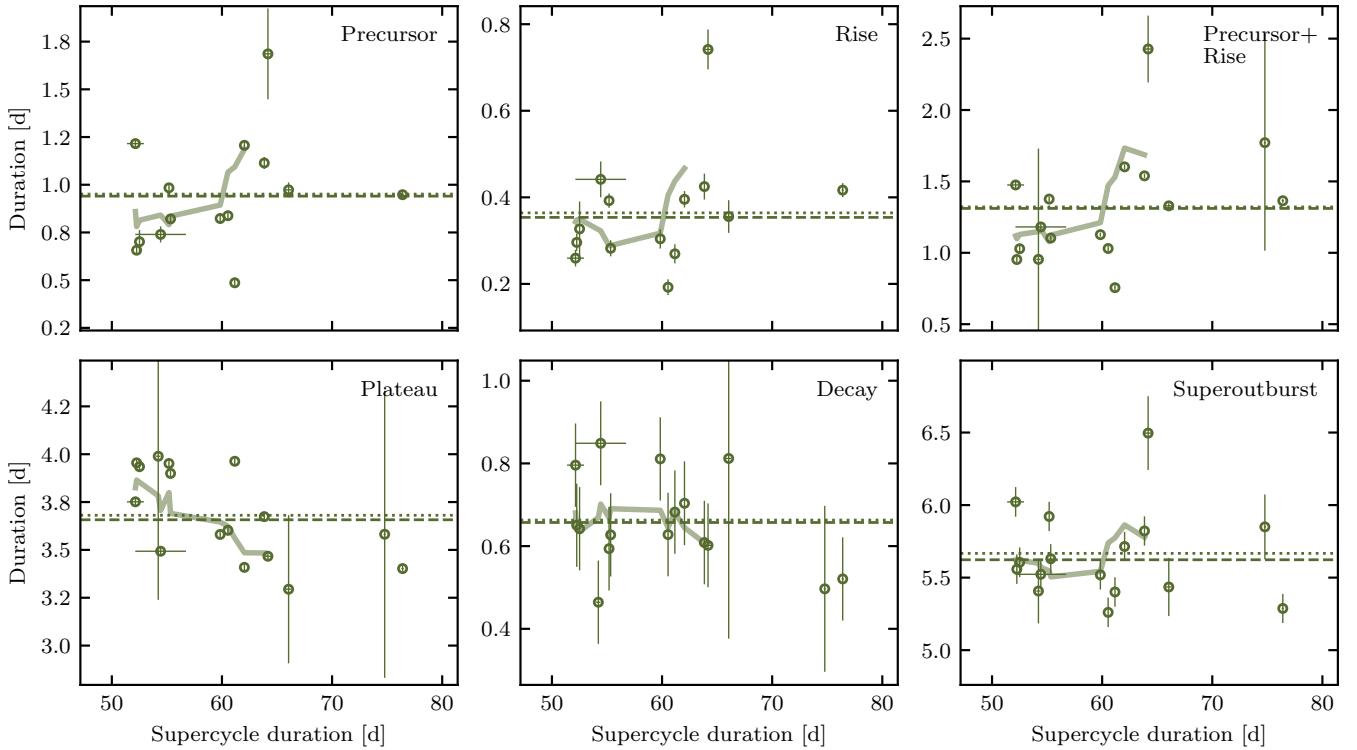 Precursor
Rise
Precursor+
Rise
Duration [d]
1.8
1.5
1.2
1.0
0.8
0.5
0.2
0.8
0.6
0.4
0.2
2.5
2.0
1.5
1.0
0.5
Plateau
Decay
Superoutburst
Duration [d]
4.2
4.0
3.8
3.5
3.2
3.0
1.0
0.8
0.6
0.4
6.5
6.0
5.5
5.0
50 60 70 80
50 60 70 80
50 60 70 80
Supercycle duration [d]
Supercycle duration [d]
Supercycle duration [d]